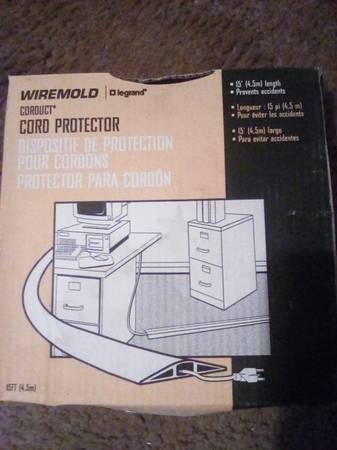 WIREMOLD legrand®
CORDUCT®
CORD PROTECTOR
DISPOSITIF DE PROTECTION
POUR CORDONS
PROTECTOR PARA CORDÓN
• 15' (4.5m) length
• Prevents accidents
• Longueur : 15 pi (4,5 m)
• Pour éviter les accidents
• 15' (4.5m) largo
• Para evitar accidentes
15FT (4.5m)